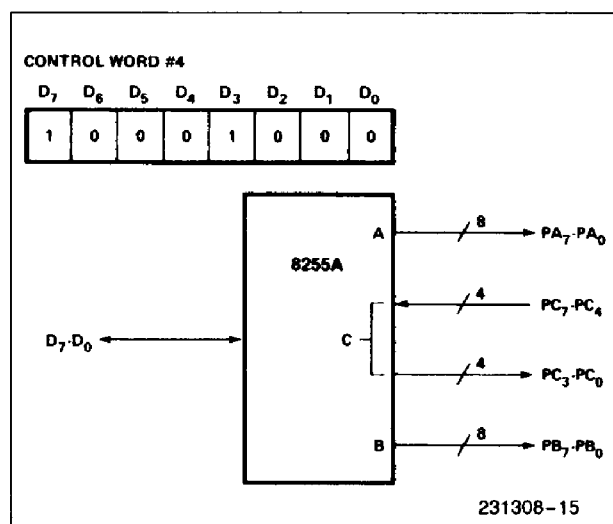 CONTROL WORD #4
D7 D6 D5 D4 D3 D2 D1 D0
1 0 0 0 1 0 0 0
A 8 PA7-PA0
8255A
4 PC7-PC4
D7-D0 C
4 PC3-PC0
B 8 PB7-PB0
231308-15